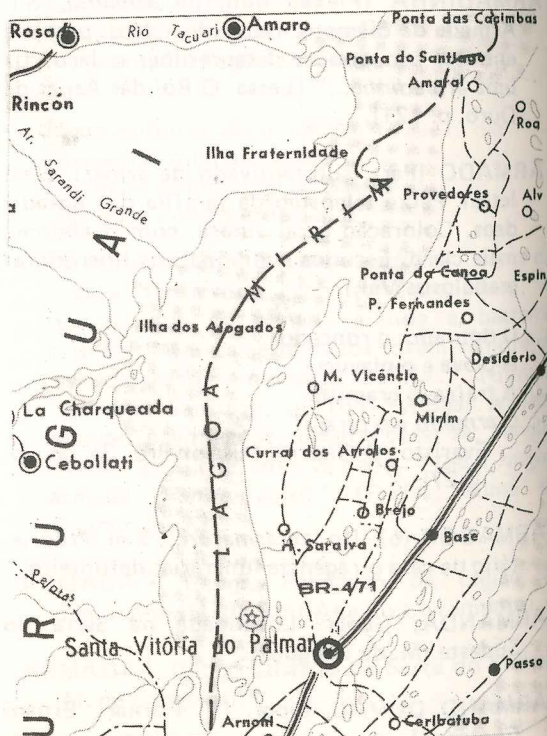 Rosa
Rio Tacuari
Amaro
Ponta das Cacimbas
Ponta do Santiago
Amaral
Rincón
Roq
Ar. Sarandi Grande
Ilha Fraternidade
Provedores
Alv
Ponta da Canoa
Espin
P. Fernandes
Ilha dos Afogados
Desidério
M. Vicêncio
La Charqueada
Mirim
Curral dos Arroios
Cebollati
Brejo
Base
H. Saraiva
BR-471
Pelotas
Santa Vitória do Palmar
Passo
Arnoni
Ceribatuba
LAGOA MIRIM
URUGUAI